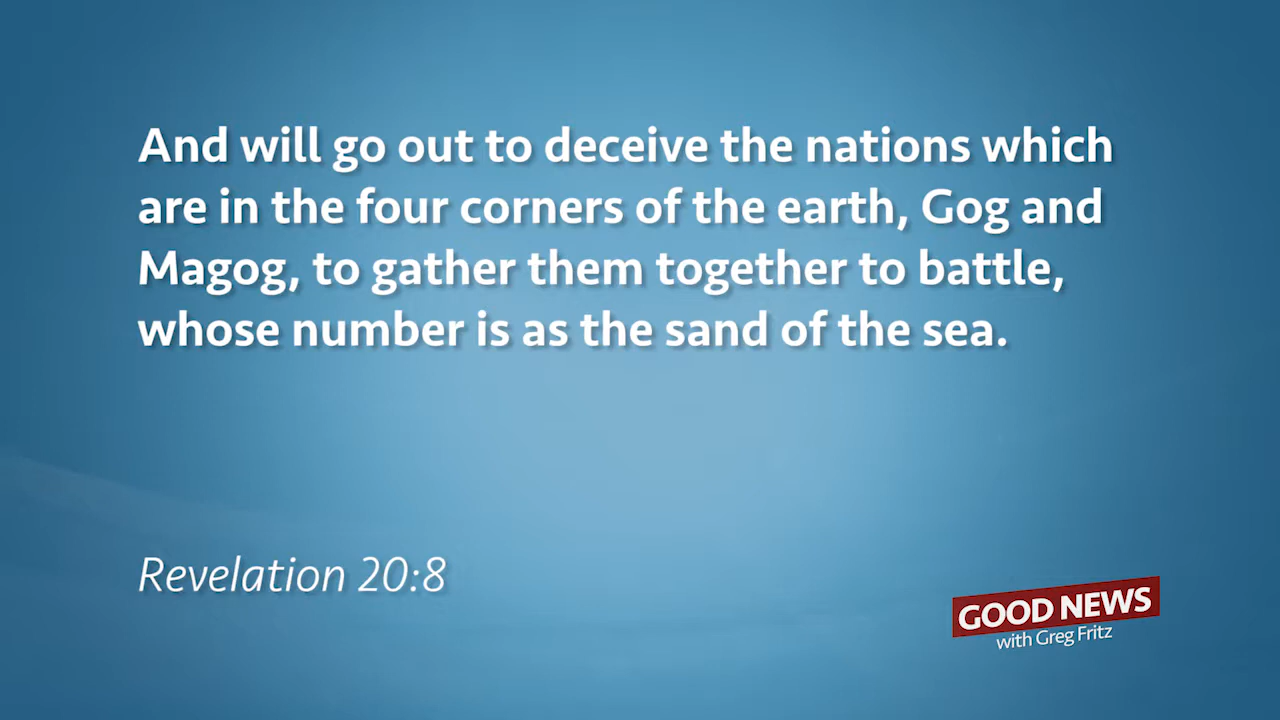 And will go out to deceive the nations which
are in the four corners of the earth, Gog and
Magog, to gather them together to battle,
whose number is as the sand of the sea.
Revelation 20:8
GOOD NEWS
with Greg Fritz